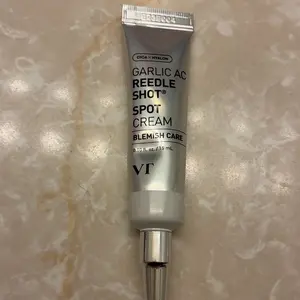 CICA × HYALON
GARLIC AC
REEDLE
SHOT®
SPOT
CREAM
BLEMISH CARE
VT